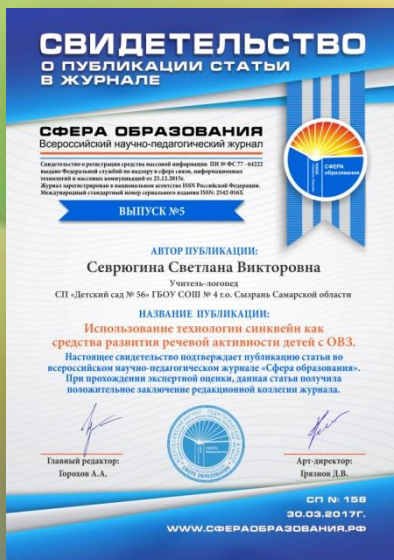 СВИДЕТЕЛЬСТВО
О ПУБЛИКАЦИИ СТАТЬИ
В ЖУРНАЛЕ
СФЕРА ОБРАЗОВАНИЯ
Всероссийский научно-педагогический журнал
Свидетельство о регистрации средства массовой информации ПИ № ФС 77 - 64222
выдано Федеральной службой по надзору в сфере связи, информационных
технологий и массовых коммуникаций от 25.12.2015г.
Журнал зарегистрирован в национальном агентстве ISSN Российской Федерации.
Международный стандартный номер сериального издания ISSN: 2542-016X
СФЕРА
образования
ВЫПУСК №5
АВТОР ПУБЛИКАЦИИ:
Севрюгина Светлана Викторовна
Учитель-логопед
СП «Детский сад № 56» ГБОУ СОШ № 4 г.о. Сызрань Самарской области
НАЗВАНИЕ ПУБЛИКАЦИИ:
Использование технологии синквейн как
средства развития речевой активности детей с ОВЗ.
Настоящее свидетельство подтверждает публикацию статьи во
всероссийском научно-педагогическом журнале «Сфера образования».
При прохождении экспертной оценки, данная статья получила
положительное заключение редакционной коллегии журнала.
Главный редактор:
Горохов А.А.
Арт-директор:
Грязнов Д.В.
СП № 158
30.03.2017Г.
WWW.СФЕРАОБРАЗОВАНИЯ.РФ